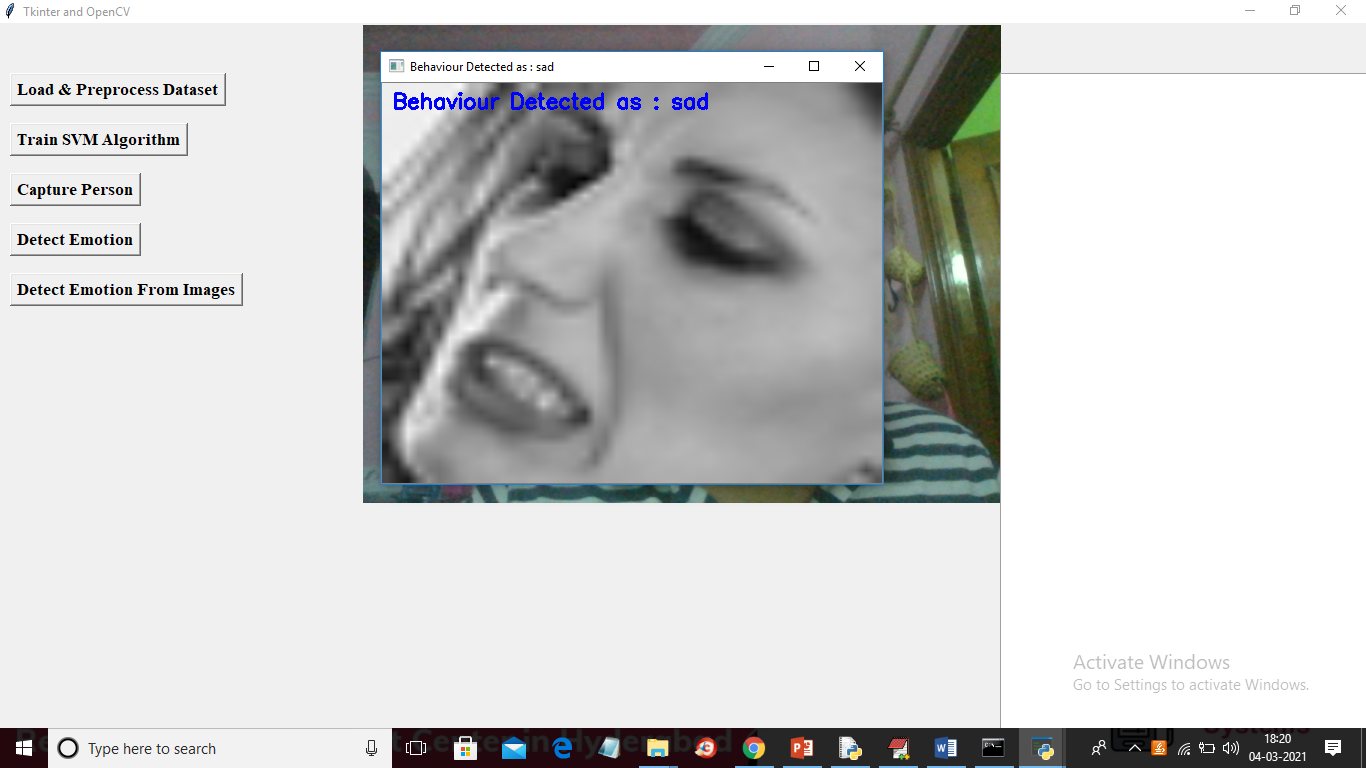 Tkinter and OpenCV
Load & Preprocess Dataset
Train SVM Algorithm
Capture Person
Detect Emotion
Detect Emotion From Images
Behaviour Detected as : sad
Behaviour Detected as : sad
Activate Windows
Go to Settings to activate Windows.
Type here to search
18:20
04-03-2021